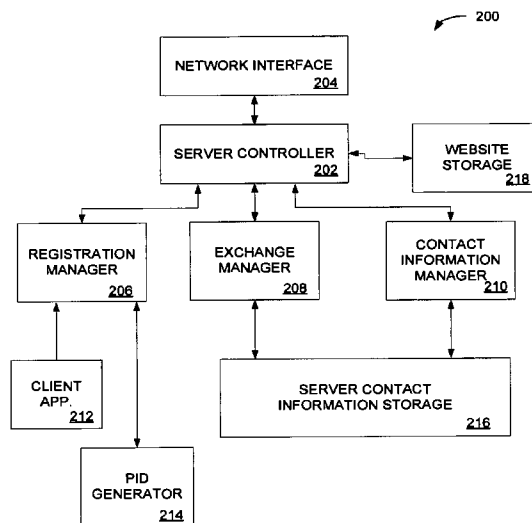 200
NETWORK INTERFACE
204
SERVER CONTROLLER
202
WEBSITE
STORAGE
218
REGISTRATION
MANAGER
206
EXCHANGE
MANAGER
208
CONTACT
INFORMATION
MANAGER
210
CLIENT
APP.
212
SERVER CONTACT
INFORMATION STORAGE
216
PID
GENERATOR
214